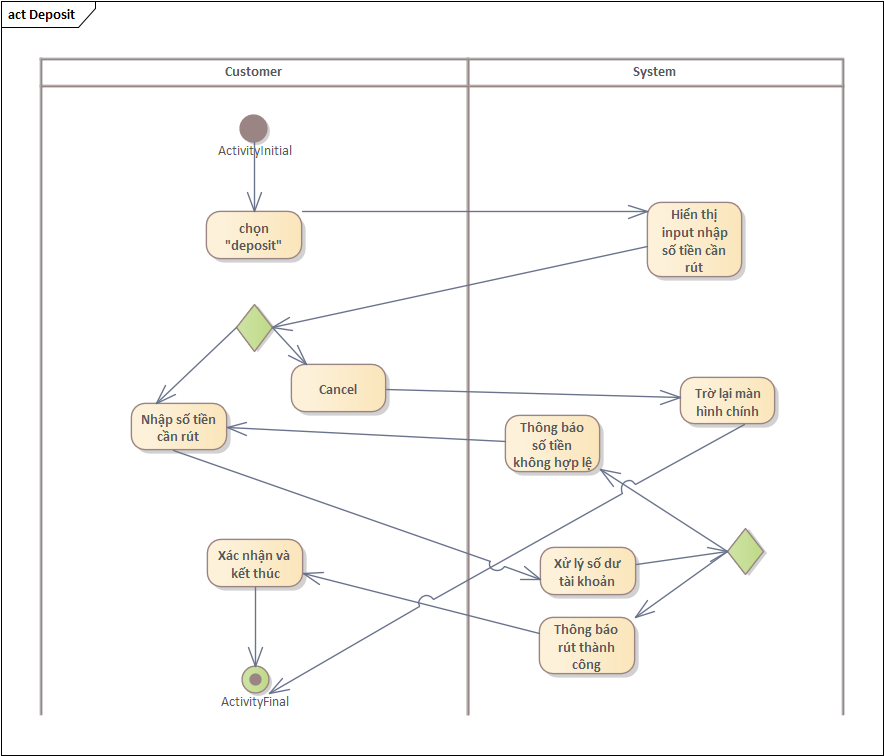 act Deposit
Customer
System
ActivityInitial
chọn
"deposit"
Hiển thị
input nhập
số tiền cần
rút
Cancel
Trở lại màn
hình chính
Nhập số tiền
cần rút
Thông báo
số tiền
không hợp lệ
Xác nhận và
kết thúc
Xử lý số dư
tài khoản
Thông báo
rút thành
công
ActivityFinal